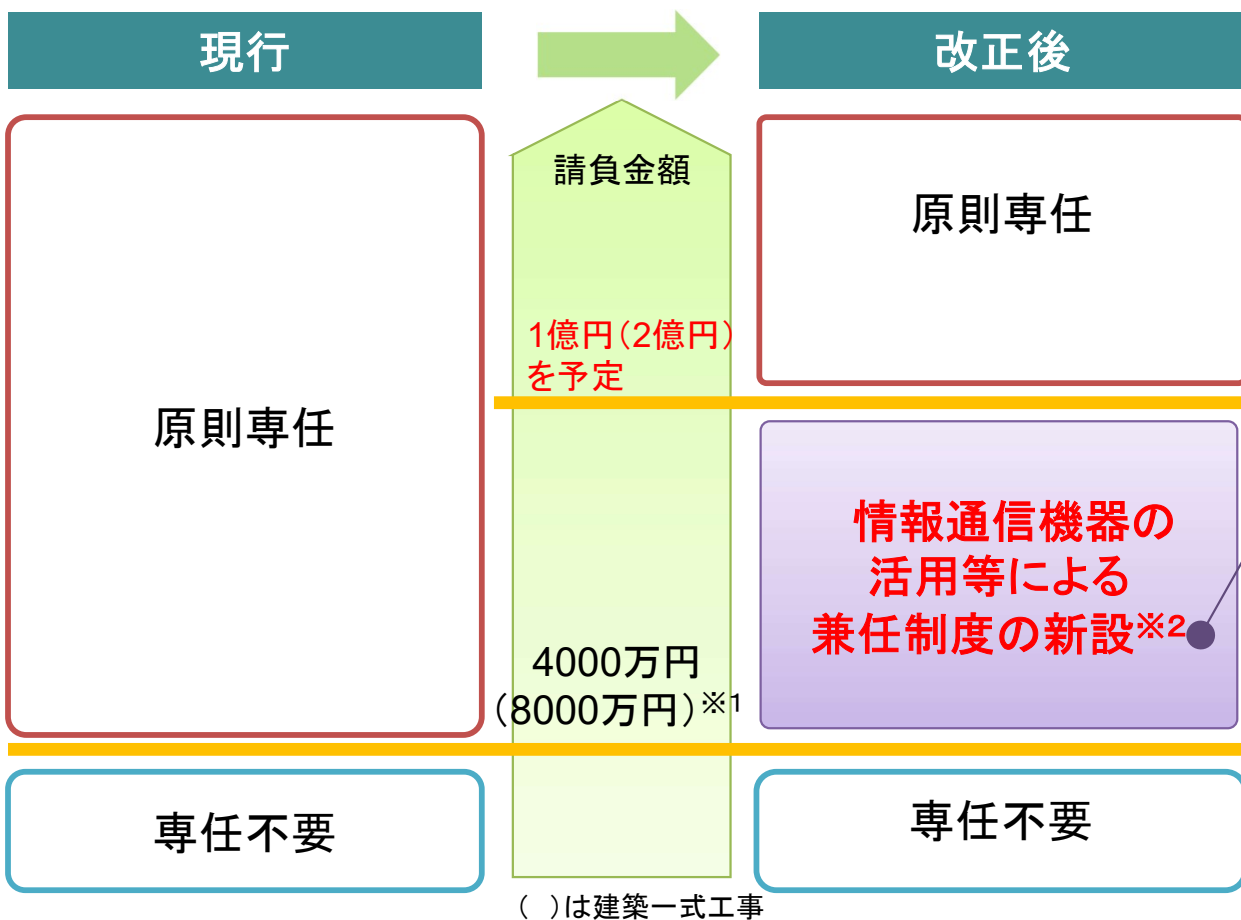 現行
改正後
請負金額
1億円（2億円）
を予定
4000万円
（8000万円）※1
原則専任
専任不要
原則専任
情報通信機器の
活用等による
兼任制度の新設※2
専任不要
（　）は建築一式工事